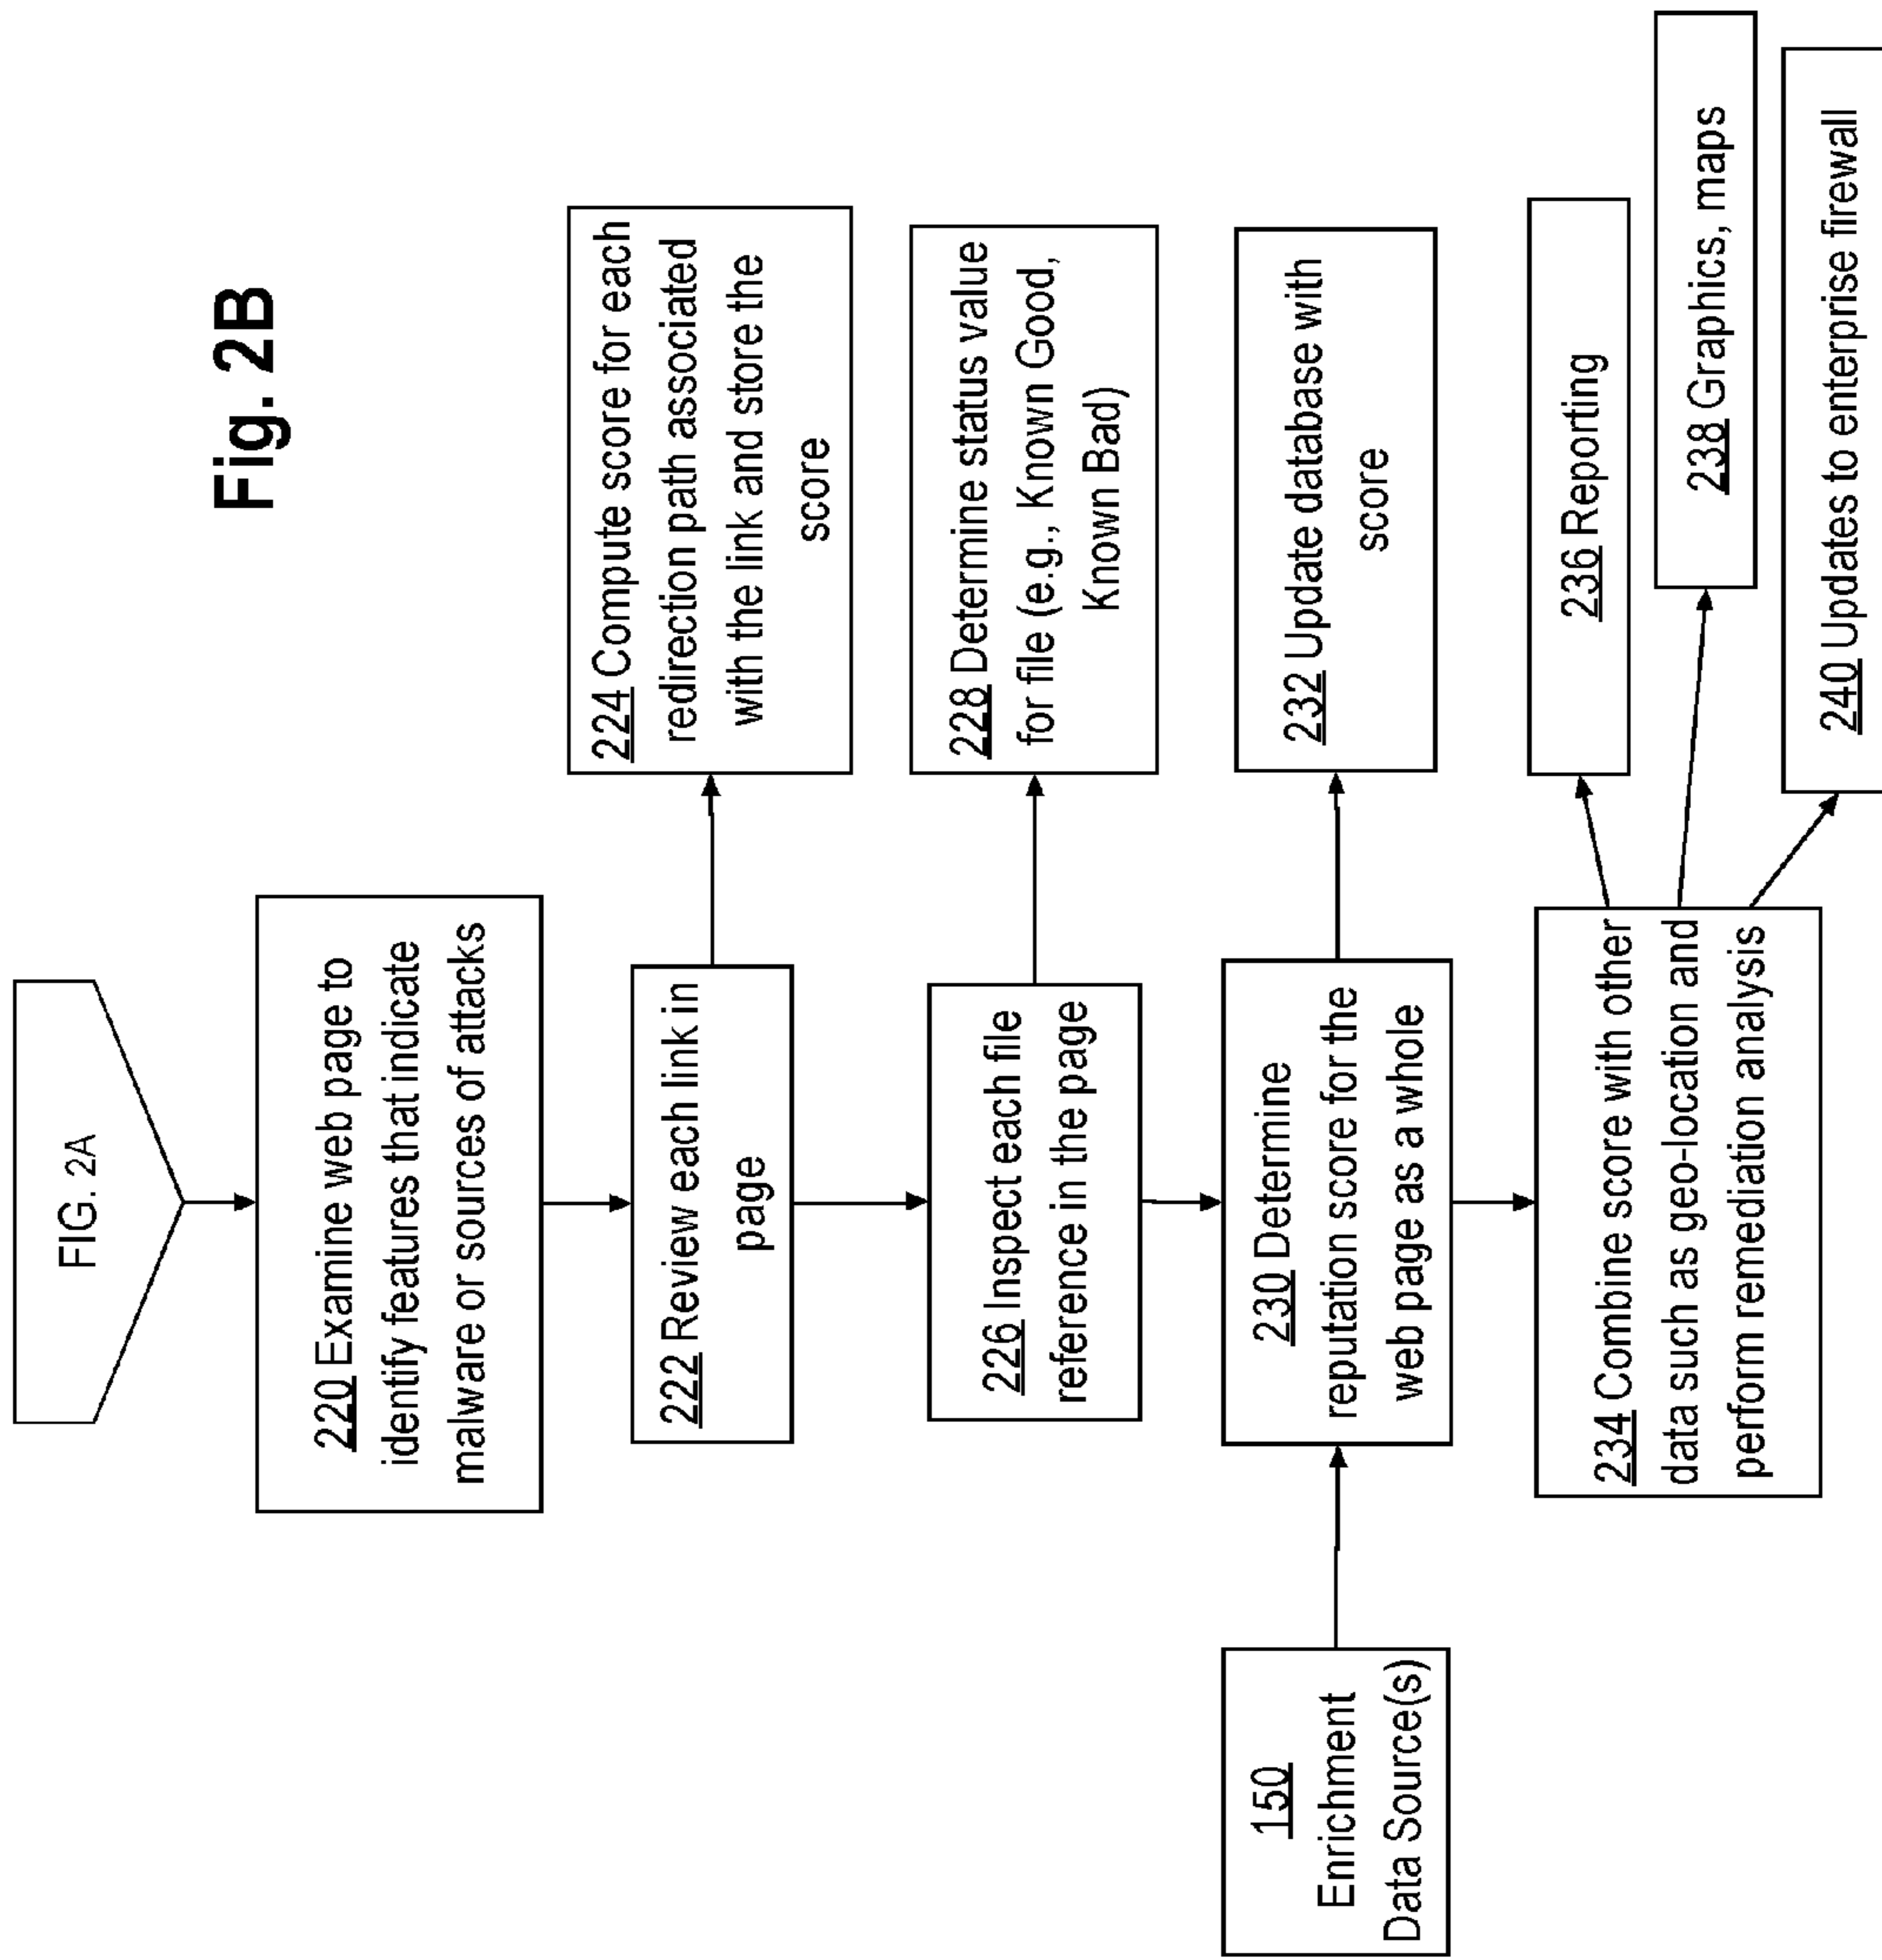 Fig. 2B
FIG. 2A
220 Examine web page to
identify features that indicate
malware or sources of attacks
222 Review each link in
page
224 Compute score for each
redirection path associated
with the link and store the
score
226 Inspect each file
reference in the page
228 Determine status value
for file (e.g., Known Good,
Known Bad)
150
Enrichment
Data Source(s)
230 Determine
reputation score for the
web page as a whole
232 Update database with
score
234 Combine score with other
data such as geo-location and
perform remediation analysis
236 Reporting
238 Graphics, maps
240 Updates to enterprise firewall